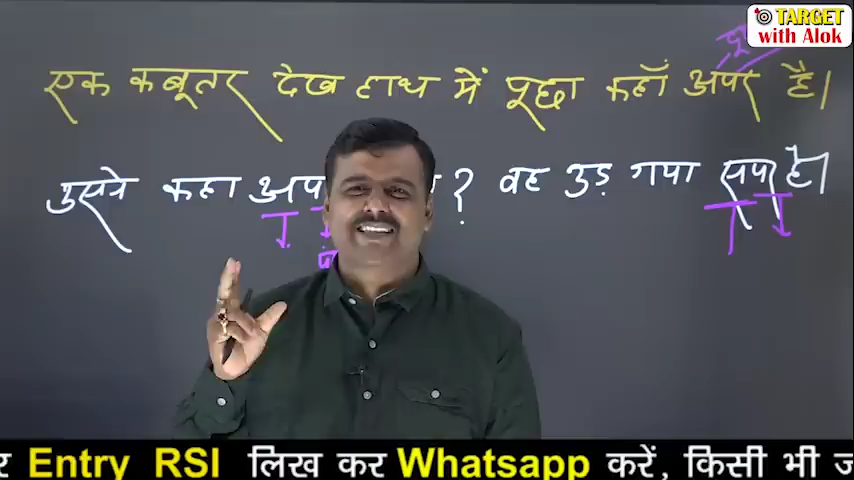 TARGET
with Alok
एक कबूतर देख हाथ में पूछा कहाँ अपर है।
उसने कहा अप ? वह उड़ गया सपर है।
Entry RSI लिख कर Whatsapp करें, किसी भी